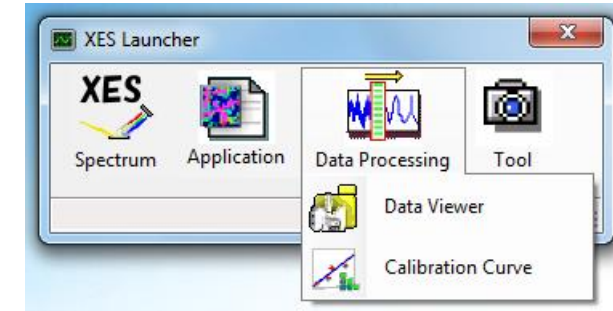 XES Launcher
XES
Spectrum
Application
Data Processing
Tool
Data Viewer
Calibration Curve